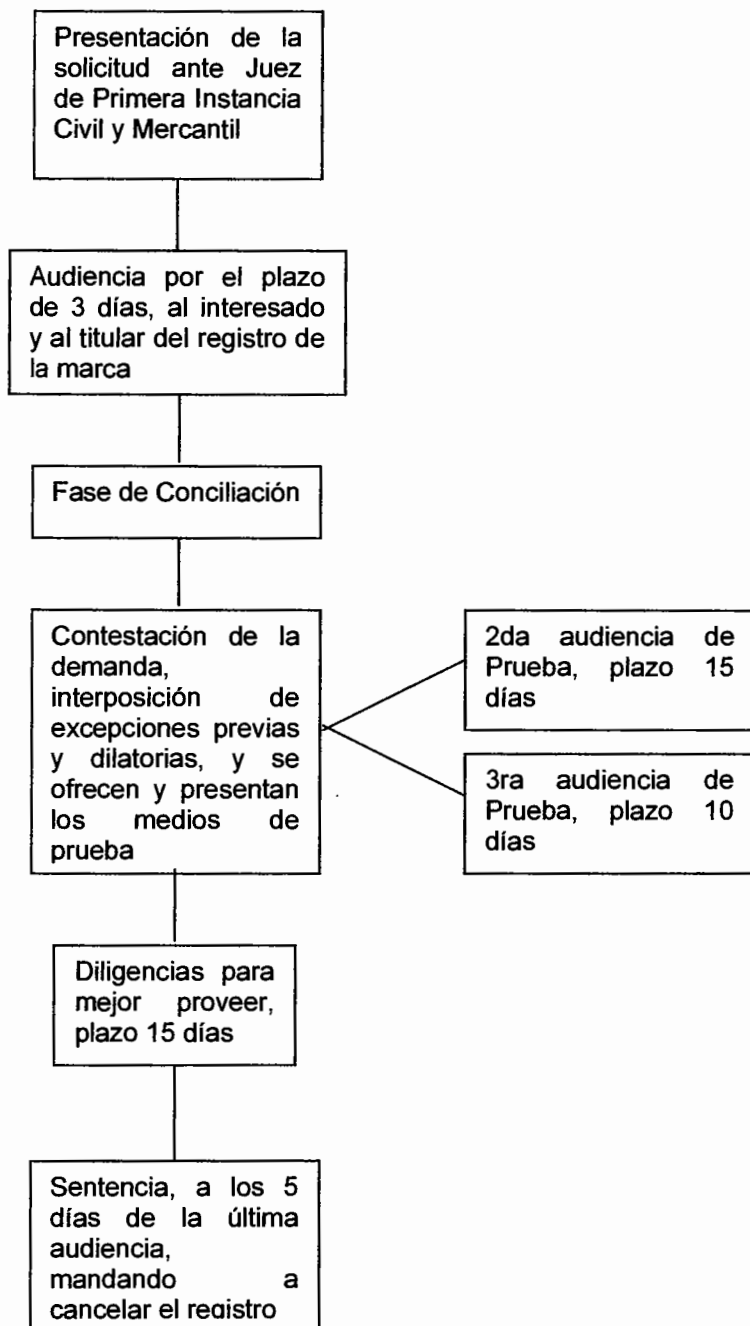 Presentación de la
solicitud ante Juez
de Primera Instancia
Civil y Mercantil
Audiencia por el plazo
de 3 días, al interesado
y al titular del registro de
la marca
Fase de Conciliación
Contestación de la
demanda,
interposición de
excepciones previas
y dilatorias, y se
ofrecen y presentan
los medios de
prueba
2da audiencia de
Prueba, plazo 15
días
3ra audiencia de
Prueba, plazo 10
días
Diligencias para
mejor proveer,
plazo 15 días
Sentencia, a los 5
días de la última
audiencia,
mandando a
cancelar el registro